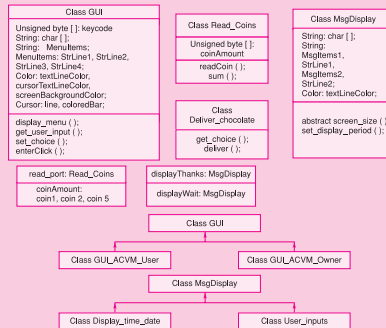 Class GUI
Unsigned byte [ ]: keycode
String: char [ ];
String: MenuItems;
MenuItems: StrLine1, StrLine2,
StrLine3, StrLine4;
Color: textLineColor,
cursorTextLineColor,
screenBackgroundColor;
Cursor: line, coloredBar;
display_menu ( );
get_user_input ( );
set_choice ( );
enterClick ( );
Class Read_Coins
Unsigned byte [ ]:
coinAmount
readCoin ( );
sum ( );
Class MsgDisplay
String: char [ ];
String:
MsgItems1,
StrLine1,
MsgItems2,
StrLine2;
Color: textLineColor;
abstract screen_size ( )
set_display_period ( );
Class
Deliver_chocolate
get_choice ( );
deliver ( );
read_port: Read_Coins
coinAmount:
coin1, coin 2, coin 5
displayThanks: MsgDisplay
displayWait: MsgDisplay
Class GUI
Class GUI_ACVM_User
Class GUI_ACVM_Owner
Class MsgDisplay
Class Display_time_date
Class User_inputs